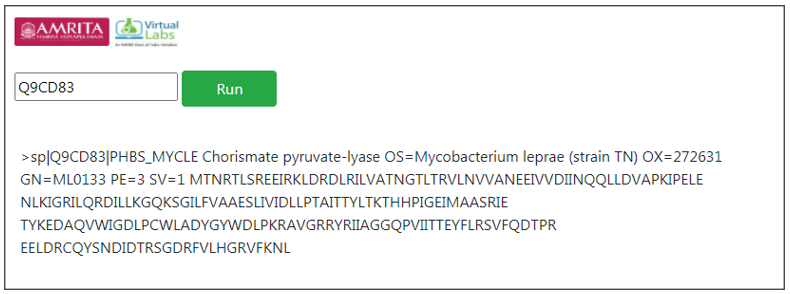 AMRITA
VISHWA VIDYAPEETHAM
Virtual
Labs
An AMRITA Govt of India Initiative
Q9CD83
Run
>sp|Q9CD83|PHBS_MYCLE Chorismate pyruvate-lyase OS=Mycobacterium leprae (strain TN) OX=272631
GN=ML0133 PE=3 SV=1 MTNRTLSREEIRKLDRDLRILVATNGTLTRVLNVVANEEIVVDIINQQLLDVAPKIPELE
NLKIGRILQRDILLKGQKSGILFVAAESLIVIDLLPTAITTYLTKTHHPIGEIMAASRIE
TYKEDAQVWIGDLPCWLADYGYWDLPKRAVGRRYRIIAGGQPVIITTEYFLRSVFQDTPR
EELDRCQYSNDIDTRSGDRFVLHGRVFKNL